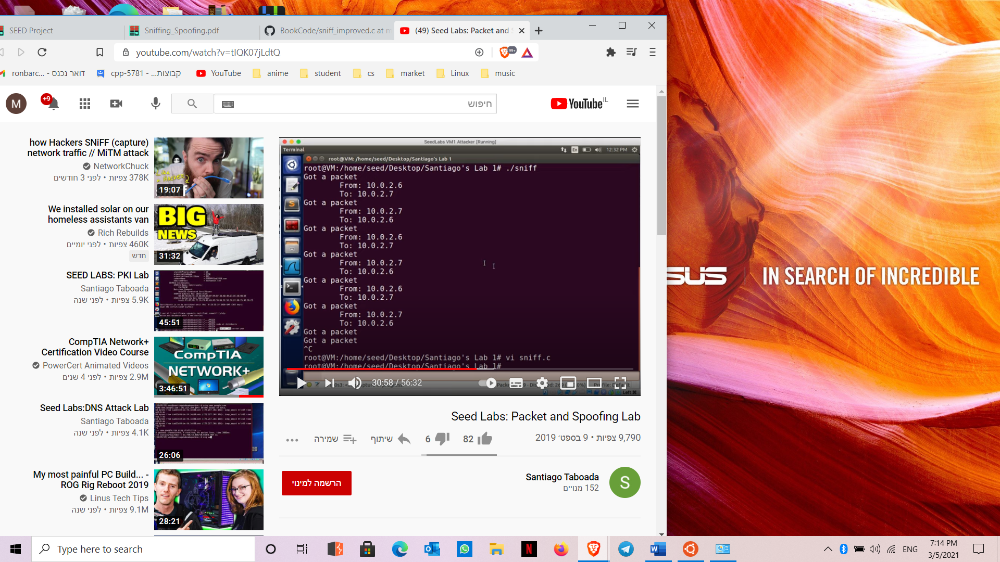 SEED Project
Sniffing_Spoofing.pdf
BookCode/sniff_improved.c at m
(49) Seed Labs: Packet and S
youtube.com/watch?v=tIQK07jLdtQ
99+
ronbarc... - דואר נכנס
cpp-5781 - ...קבוצות
YouTube
anime
student
cs
market
Linux
music
M
+9
חיפוש
YouTube IL
how Hackers SNiFF (capture)
network traffic // MiTM attack
NetworkChuck
378K צפיות • לפני 3 חודשים
19:07
We installed solar on our
homeless assistants van
Rich Rebuilds
460K צפיות • לפני יומיים
חדש
BIG
NEWS
31:32
SEED LABS: PKI Lab
Santiago Taboada
5.9K צפיות • לפני שנה
45:51
CompTIA Network+
Certification Video Course
PowerCert Animated Videos
2.9M צפיות • לפני 4 שנים
CompTIA
NETWORK+
3:46:51
Seed Labs:DNS Attack Lab
Santiago Taboada
4.1K צפיות • לפני שנה
26:06
My most painful PC Build... -
ROG Rig Reboot 2019
Linus Tech Tips
9.1M צפיות • לפני שנה
28:21
SeedLabs VM1 Attacker [Running]
Terminal
En
12:32 PM
root@VM: /home/seed/Desktop/Santiago's Lab 1
root@VM:/home/seed/Desktop/Santiago's Lab 1# ./sniff
Got a packet
From: 10.0.2.6
To: 10.0.2.7
Got a packet
From: 10.0.2.7
To: 10.0.2.6
Got a packet
From: 10.0.2.6
To: 10.0.2.7
Got a packet
From: 10.0.2.7
To: 10.0.2.6
Got a packet
From: 10.0.2.6
To: 10.0.2.7
Got a packet
From: 10.0.2.7
To: 10.0.2.6
Got a packet
Got a packet
^C
root@VM:/home/seed/Desktop/Santiago's Lab 1# vi sniff.c
root@VM:/home/seed/Desktop/Santiago's Lab 1#
30:58 / 56:32
Left ⌘
Seed Labs: Packet and Spoofing Lab
9,790 צפיות • 9 בספט׳ 2019
82
6
שיתוף
שמירה
הרשמה למינוי
Santiago Taboada
152 מנויים
S
SUS
IN SEARCH OF INCREDIBLE
Type here to search
ENG
7:14 PM
3/5/2021